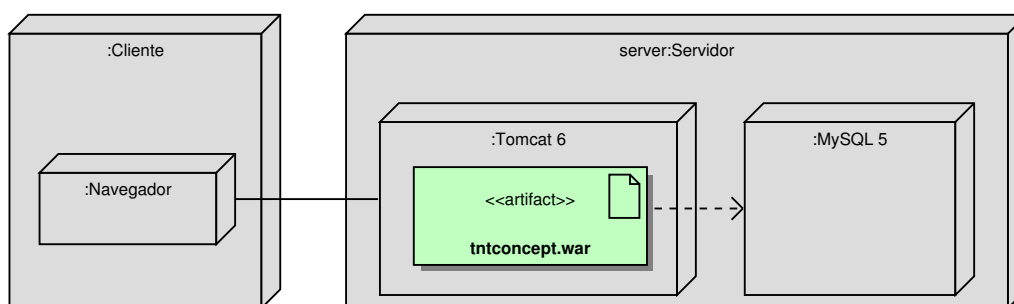 :Cliente
server:Servidor
:Tomcat 6
:MySQL 5
:Navegador
<<artifact>>
tntconcept.war